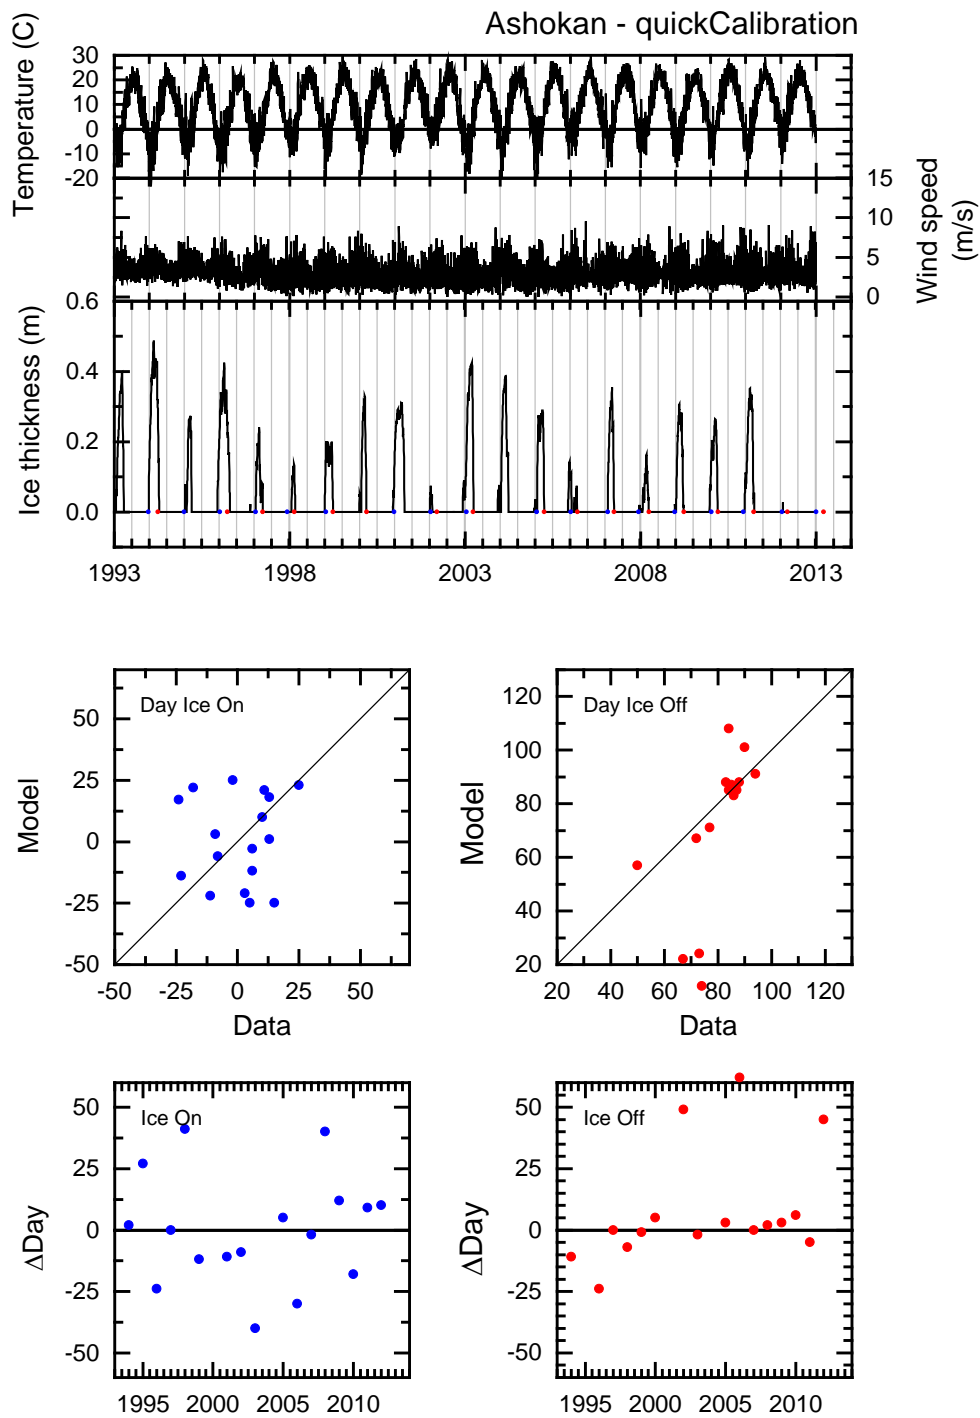 Ashokan - quickCalibration
Temperature (C)
30
20
10
0
-10
-20
Wind speed
(m/s)
15
10
5
0
Ice thickness (m)
0.6
0.4
0.2
0.0
1993 1998 2003 2008 2013
Day Ice On
Model
50
25
0
-25
-50
-50 -25 0 25 50
Data
Day Ice Off
Model
120
100
80
60
40
20
20 40 60 80 100 120
Data
Ice On
ΔDay
50
25
0
-25
-50
1995 2000 2005 2010
Ice Off
ΔDay
50
25
0
-25
-50
1995 2000 2005 2010